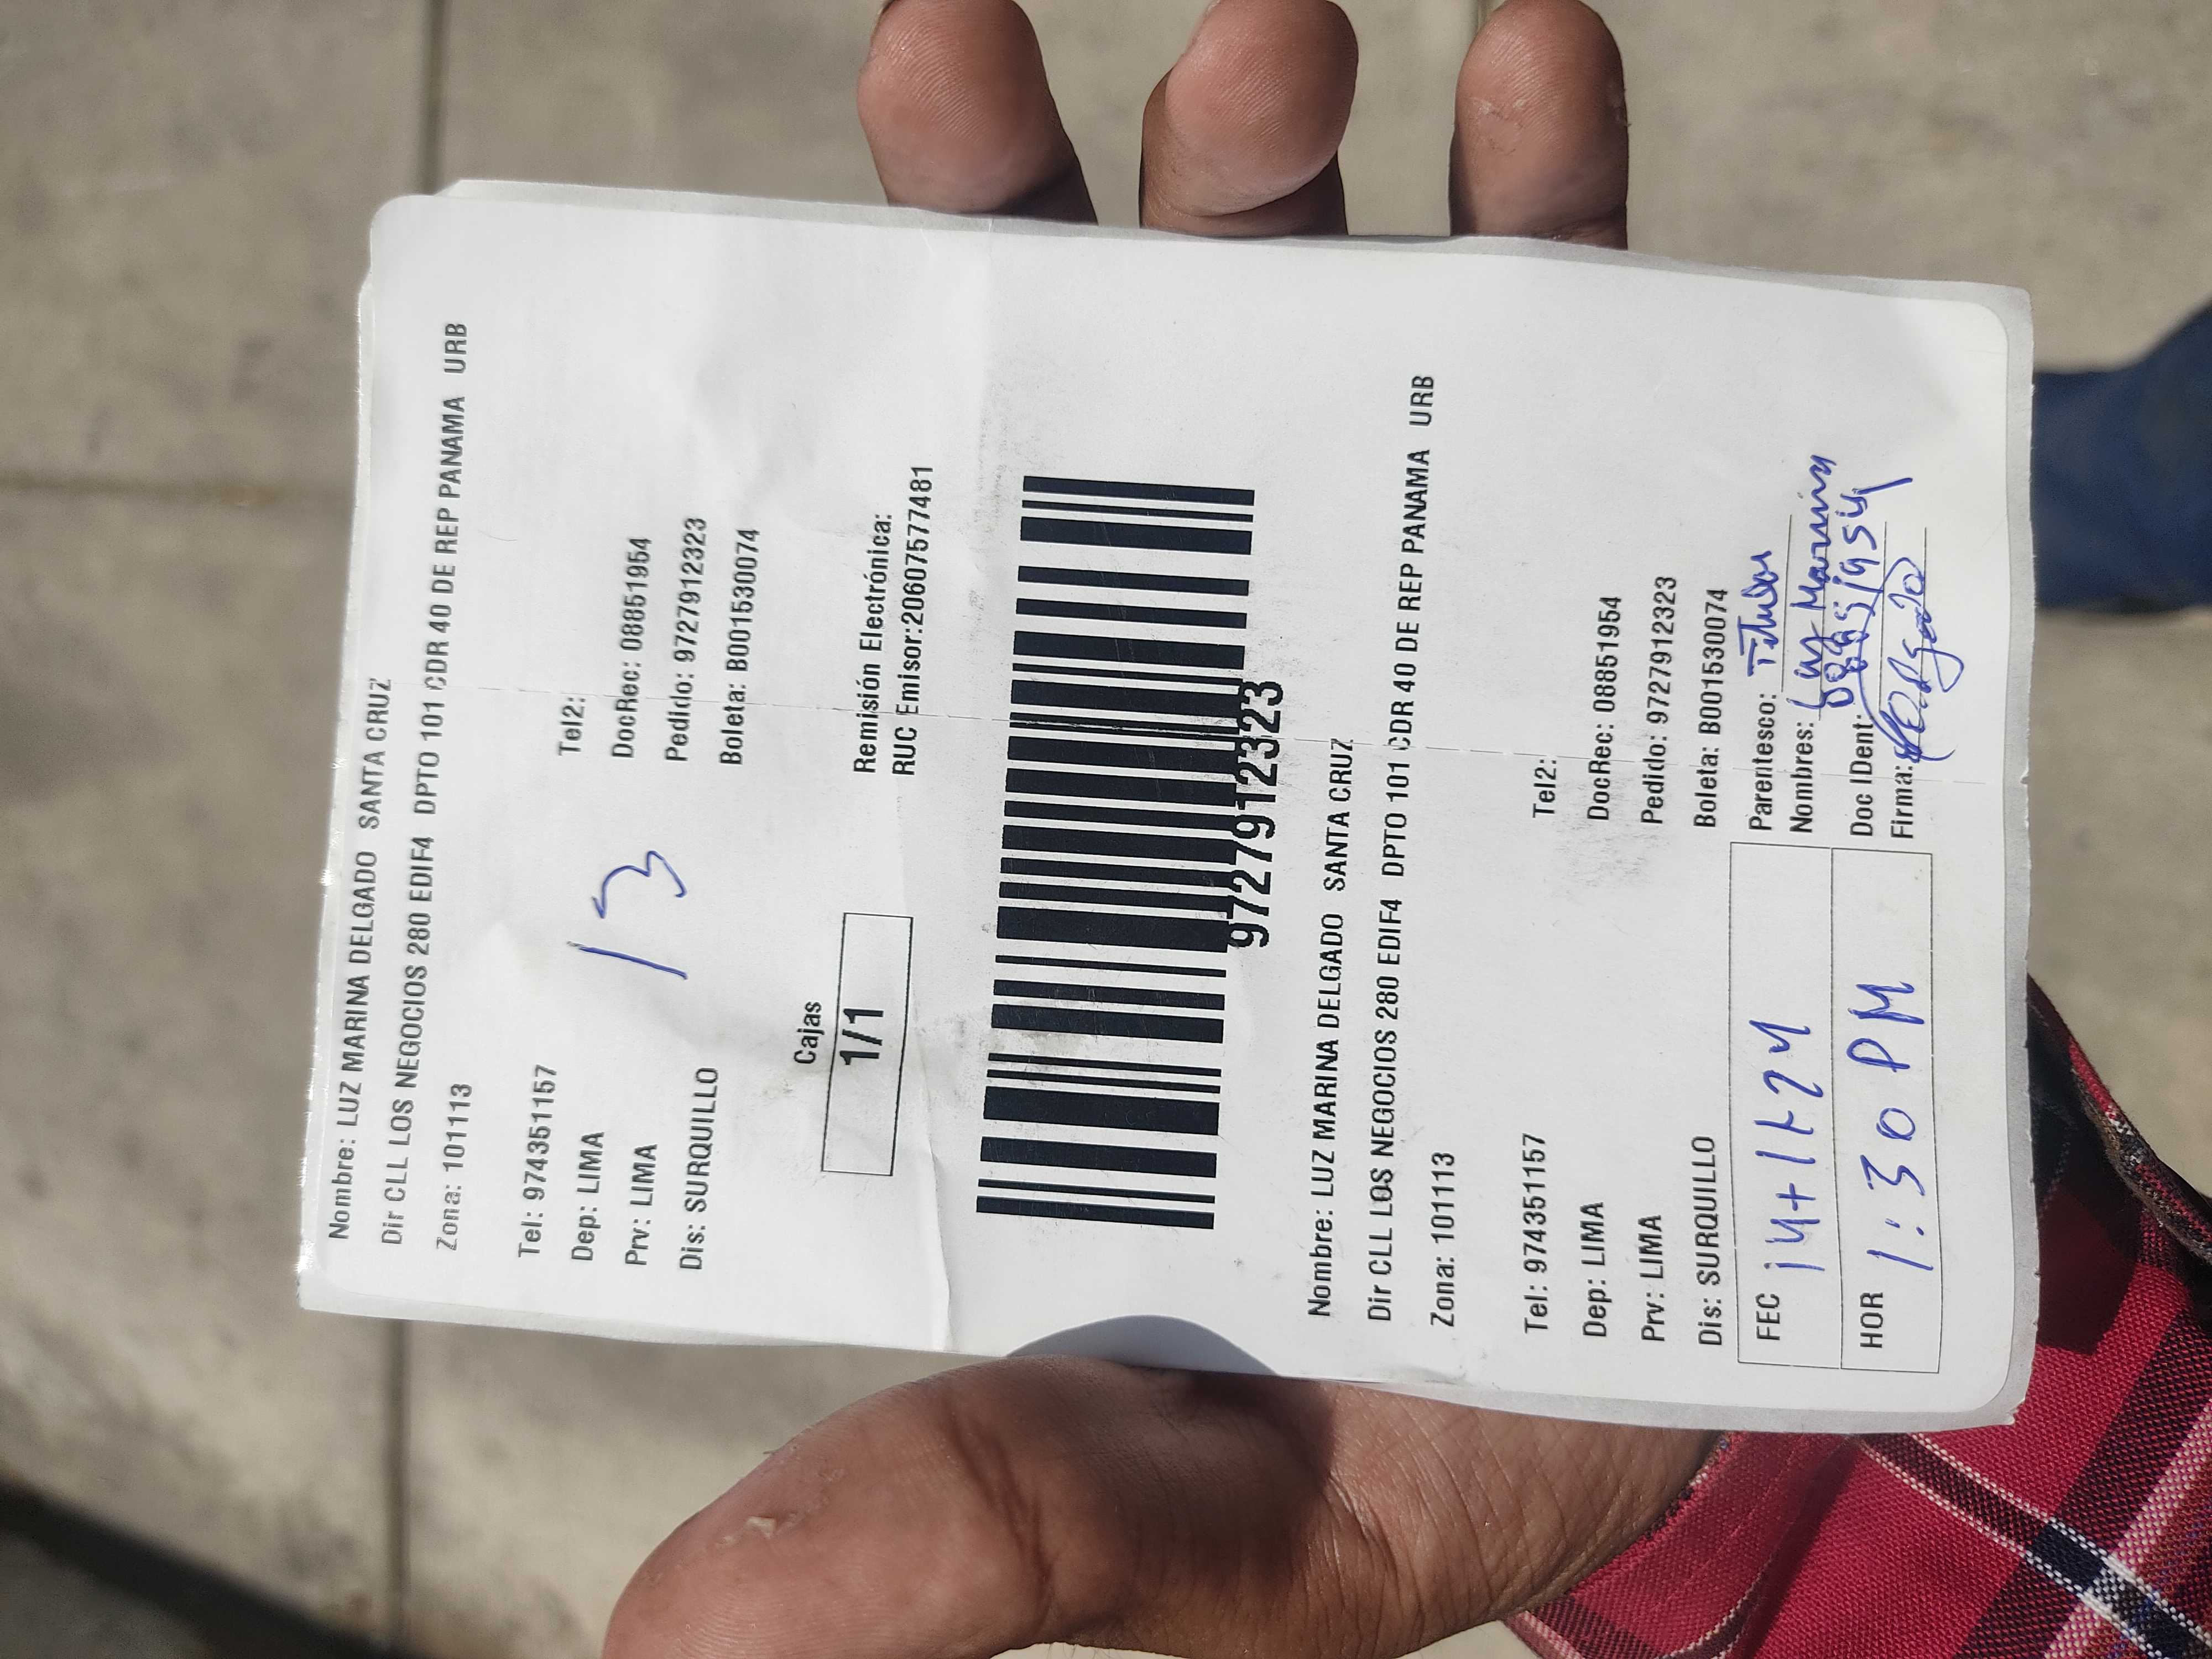 Nombre: LUZ MARINA DELGADO SANTA CRUZ
Dir CLL LOS NEGOCIOS 280 EDIF4 DPTO 101 CDR 40 DE REP PANAMA URB
Zona: 101113
Tel: 974351157 Tel2:
Dep: LIMA DocRec: 08851954
Prv: LIMA Pedido: 97277912323
Dis: SURQUILLO Boleta: B001530074
13
Cajas
1/1
Remisión Electrónica:
RUC Emisor:20607577481
97277912323
Nombre: LUZ MARINA DELGADO SANTA CRUZ
Dir CLL LOS NEGOCIOS 280 EDIF4 DPTO 101 CDR 40 DE REP PANAMA URB
Zona: 101113
Tel: 974351157 Tel2:
Dep: LIMA DocRec: 08851954
Prv: LIMA Pedido: 97277912323
Dis: SURQUILLO Boleta: B001530074
FEC 14-11-24 Parentesco: Titular
Nombres: Luz Marina
HOR 1:30 PM Doc IDent:
Firma: